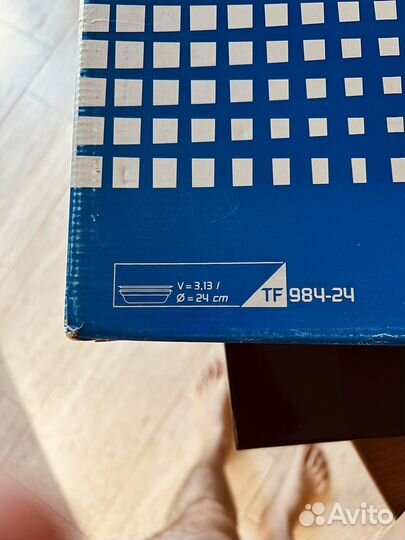 V = 3,13 l
Ø = 24 cm
TF 984-24
Avito